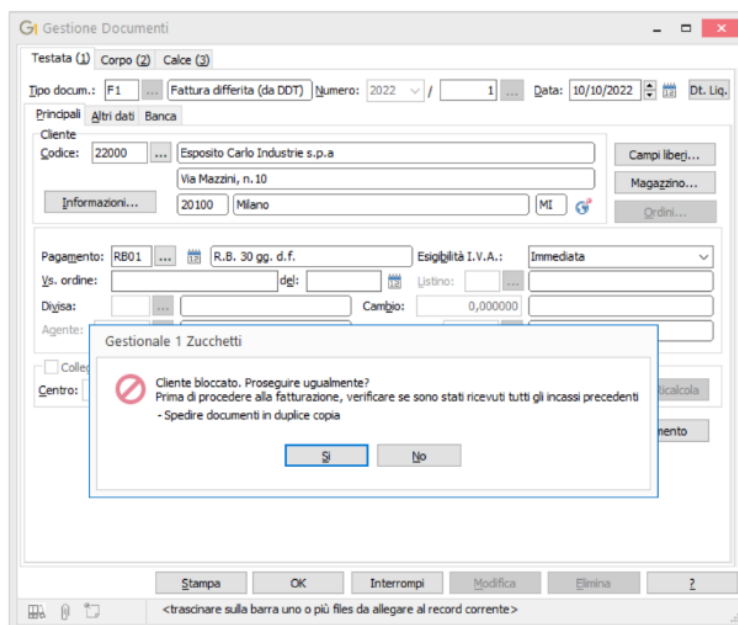 G1 Gestione Documenti
Testata (1) Corpo (2) Calce (3)
Tipo docum.: F1 ... Fattura differita (da DDT) Numero: 2022 / 1 ... Data: 10/10/2022 Dt. Liq.
Principali Altri dati Banca
Cliente
Codice: 22000 ... Esposito Carlo Industrie s.p.a Campi liberi...
Via Mazzini, n.10 Magazzino...
Informazioni... 20100 Milano MI Ordini...
Pagamento: RB01 ... R.B. 30 gg. d.f. Esigibilità I.V.A.: Immediata
Vs. ordine: del: Listino: ...
Divisa: ... Cambio: 0,000000
Agente:
Gestionale 1 Zucchetti
Colleg
Cliente bloccato. Proseguire ugualmente?
Centro: Prima di procedere alla fatturazione, verificare se sono stati ricevuti tutti gli incassi precedenti Ricalcola
- Spedire documenti in duplice copia
mento
Si No
Stampa OK Interrompi Modifica Elimina ?
<trascinare sulla barra uno o più files da allegare al record corrente>